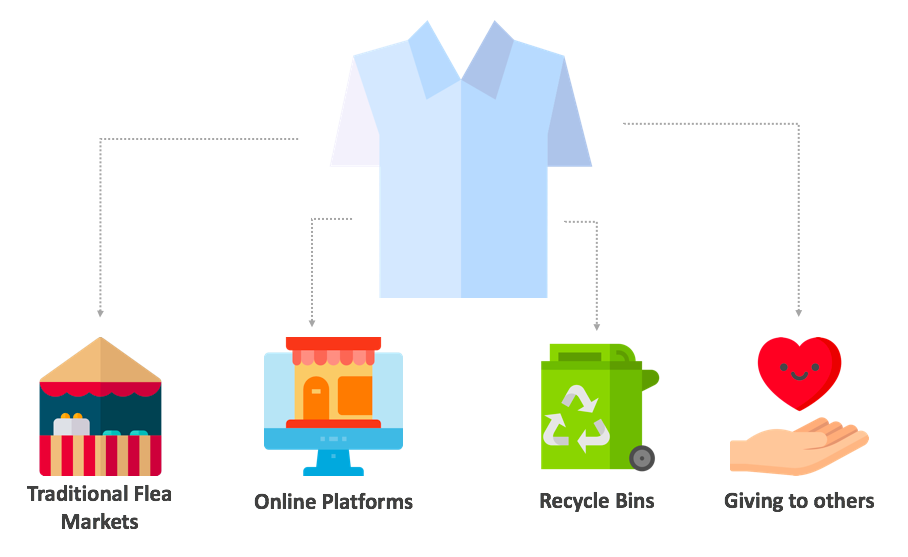 Traditional Flea
Markets
Online Platforms
Recycle Bins
Giving to others